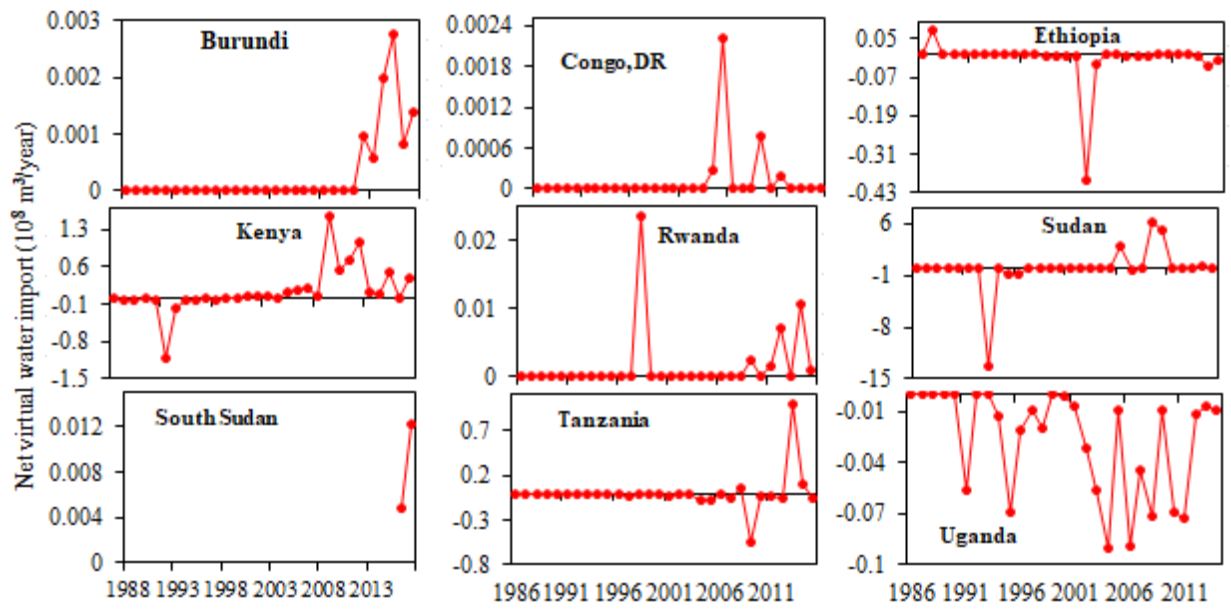 Net virtual water import (10⁸ m³/year)
Burundi
0.003
0.002
0.001
0
Congo,DR
0.0024
0.0018
0.0012
0.0006
0
Ethiopia
0.05
-0.07
-0.19
-0.31
-0.43
Kenya
1.3
0.6
-0.1
-0.8
-1.5
Rwanda
0.02
0.01
0
Sudan
6
-1
-8
-15
South Sudan
0.012
0.008
0.004
0
1988 1993 1998 2003 2008 2013
Tanzania
0.7
0.2
-0.3
-0.8
1986 1991 1996 2001 2006 2011
Uganda
-0.01
-0.04
-0.07
-0.1
1986 1991 1996 2001 2006 2011